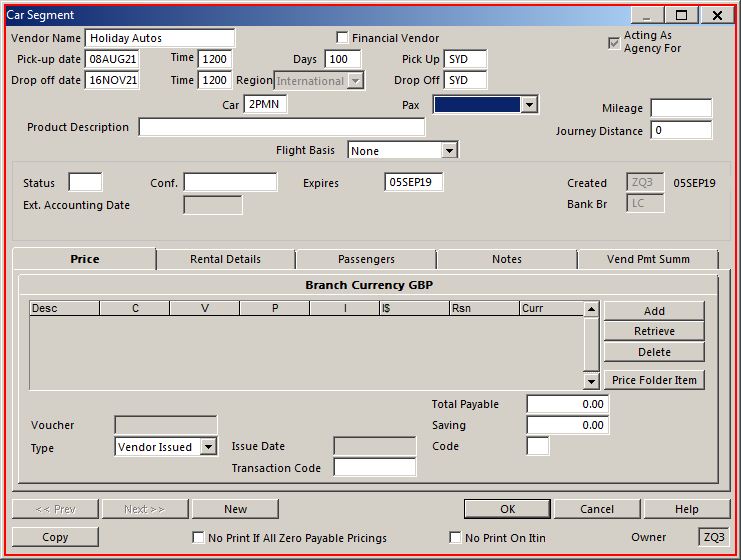 Car Segment
Vendor Name Holiday Autos Financial Vendor Acting As Agency For
Pick-up date 08AUG21 Time 1200 Days 100 Pick Up SYD
Drop off date 16NOV21 Time 1200 Region International Drop Off SYD
Car 2PMN Pax Mileage
Product Description Journey Distance 0
Flight Basis None
Status Conf. Expires 05SEP19 Created ZQ3 05SEP19
Ext. Accounting Date Bank Br LC
Price Rental Details Passengers Notes Vend Pmt Summ
Branch Currency GBP
Desc C V P I I$ Rsn Curr
Add
Retrieve
Delete
Price Folder Item
Total Payable 0.00
Voucher Saving 0.00
Type Vendor Issued Issue Date Code
Transaction Code
<< Prev Next >> New OK Cancel Help
Copy No Print If All Zero Payable Pricings No Print On Itin Owner ZQ3